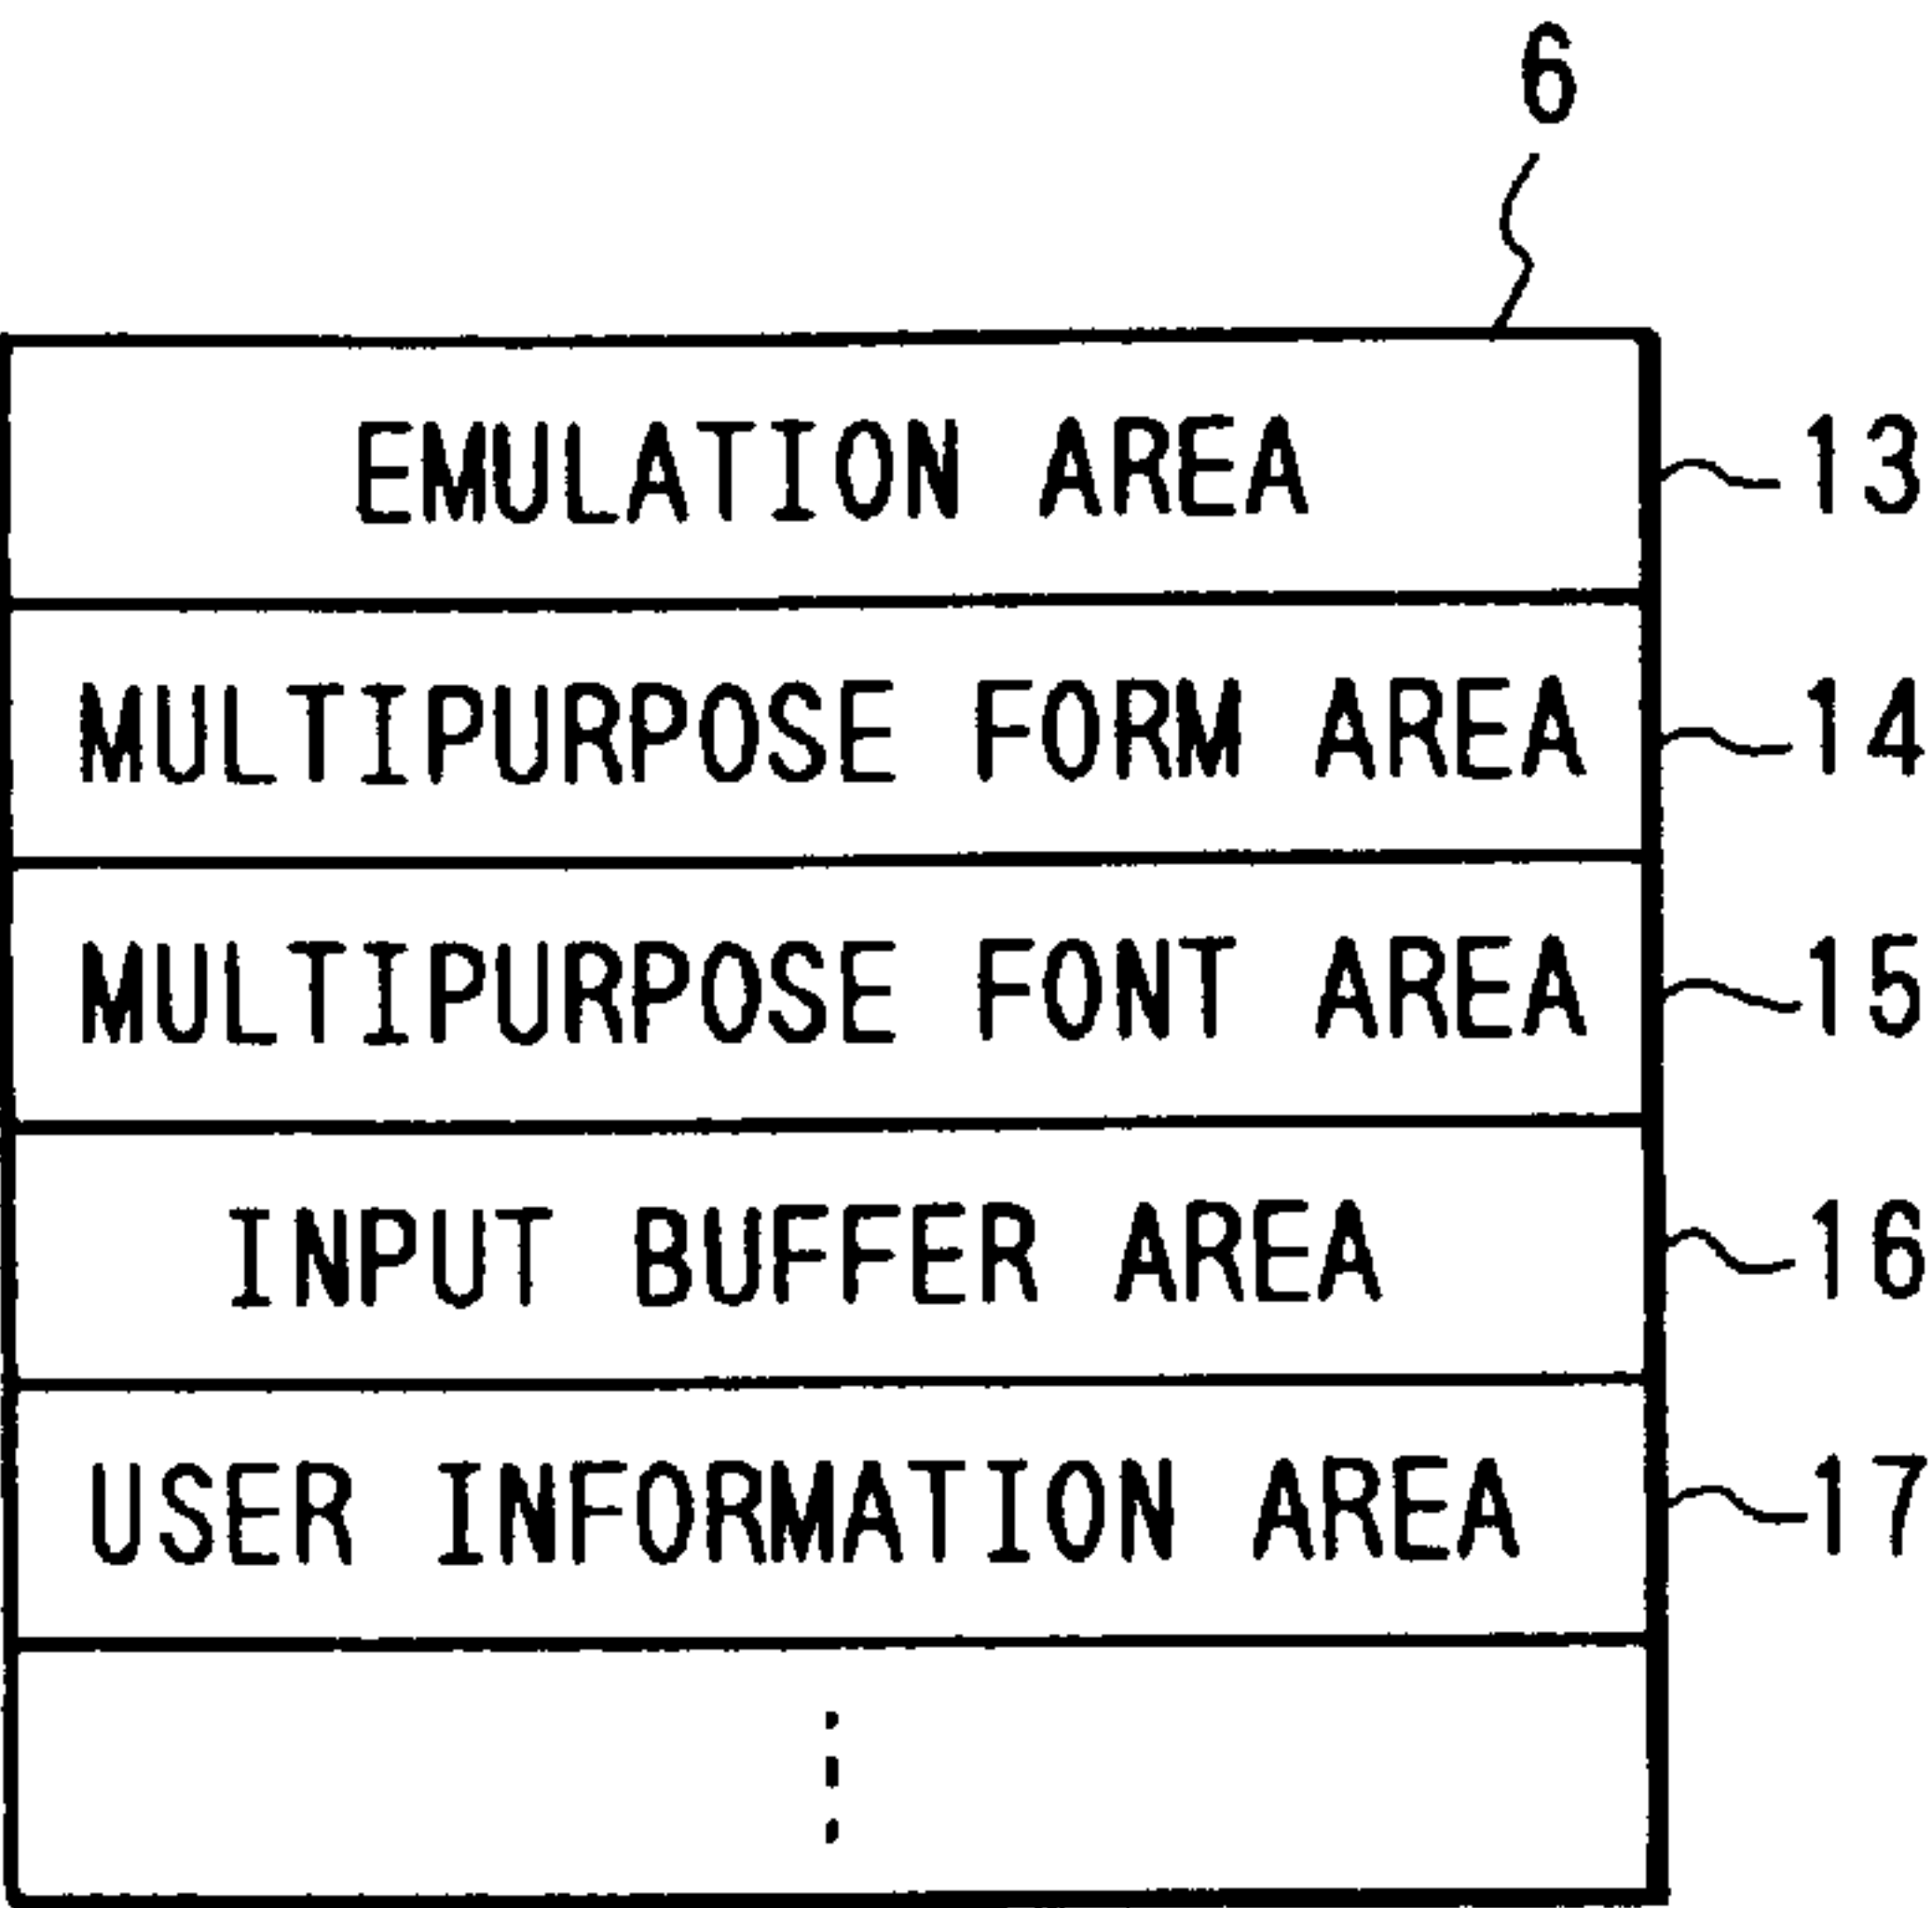 6
EMULATION AREA 13
MULTIPURPOSE FORM AREA 14
MULTIPURPOSE FONT AREA 15
INPUT BUFFER AREA 16
USER INFORMATION AREA 17